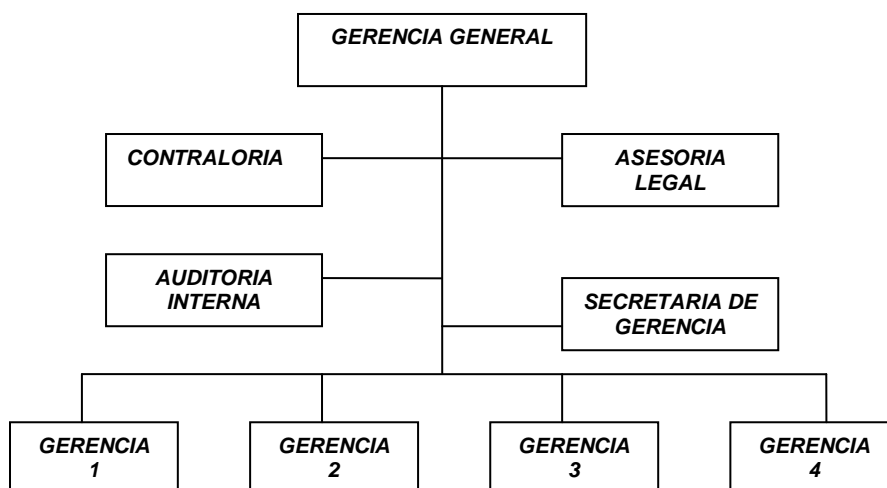 GERENCIA GENERAL
CONTRALORIA
ASESORIA
LEGAL
AUDITORIA
INTERNA
SECRETARIA DE
GERENCIA
GERENCIA
1
GERENCIA
2
GERENCIA
3
GERENCIA
4